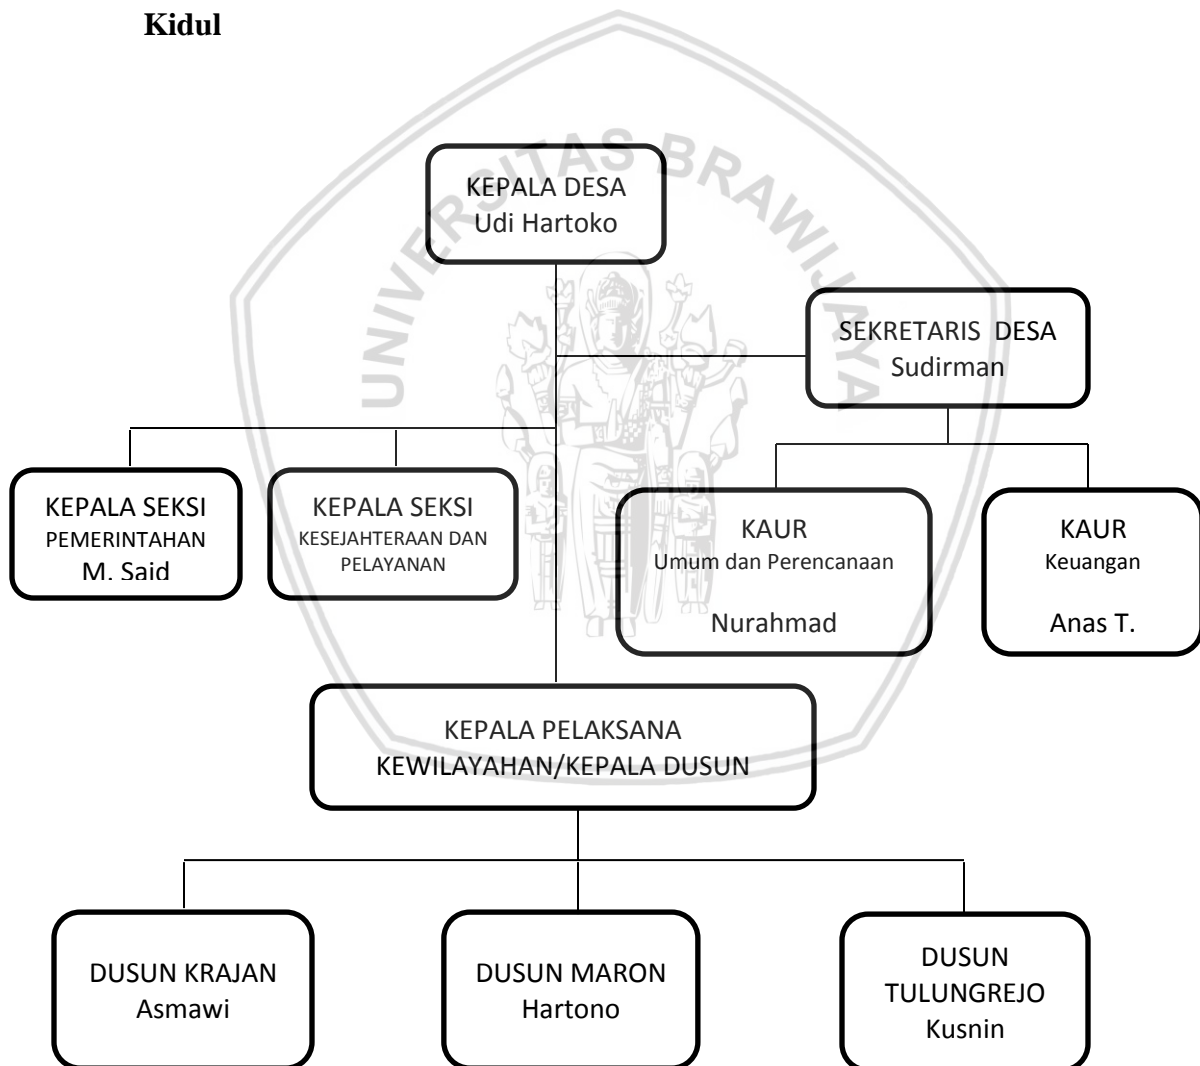 Kidul
UNIVERSITAS BRAWIJAYA
KEPALA DESA
Udi Hartoko
SEKRETARIS DESA
Sudirman
KEPALA SEKSI
PEMERINTAHAN
M. Said
KEPALA SEKSI
KESEJAHTERAAN DAN
PELAYANAN
KAUR
Umum dan Perencanaan
Nurahmad
KAUR
Keuangan
Anas T.
KEPALA PELAKSANA
KEWILAYAHAN/KEPALA DUSUN
DUSUN KRAJAN
Asmawi
DUSUN MARON
Hartono
DUSUN
TULUNGREJO
Kusnin